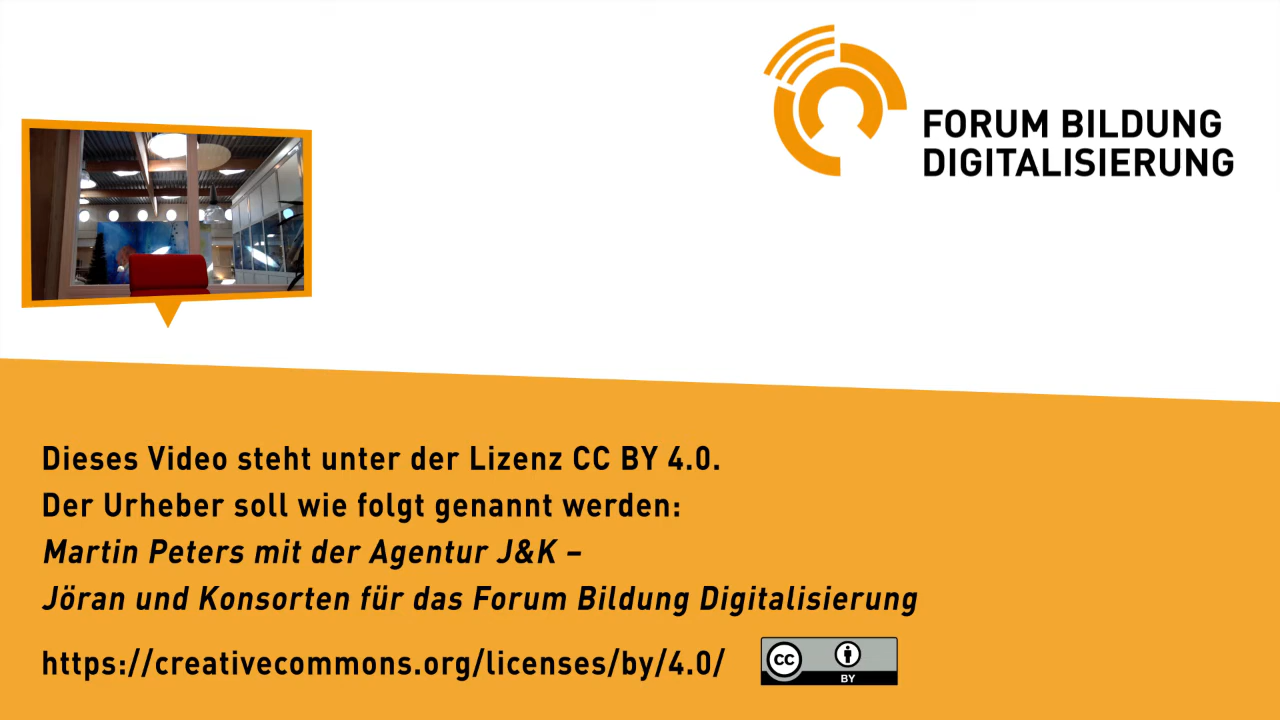 FORUM BILDUNG
DIGITALISIERUNG
Dieses Video steht unter der Lizenz CC BY 4.0.
Der Urheber soll wie folgt genannt werden:
Martin Peters mit der Agentur J&K –
Jöran und Konsorten für das Forum Bildung Digitalisierung
https://creativecommons.org/licenses/by/4.0/
cc
BY